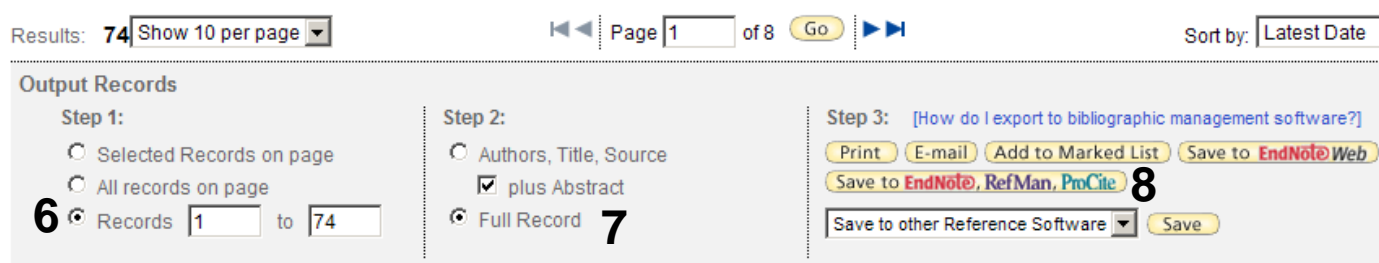 Results: 74 Show 10 per page Page 1 of 8 Go Sort by: Latest Date
Output Records
Step 1:
Selected Records on page
All records on page
6 Records 1 to 74
Step 2:
Authors, Title, Source
plus Abstract
Full Record 7
Step 3: [How do I export to bibliographic management software?]
Print E-mail Add to Marked List Save to EndNote Web
Save to EndNote, RefMan, ProCite 8
Save to other Reference Software Save